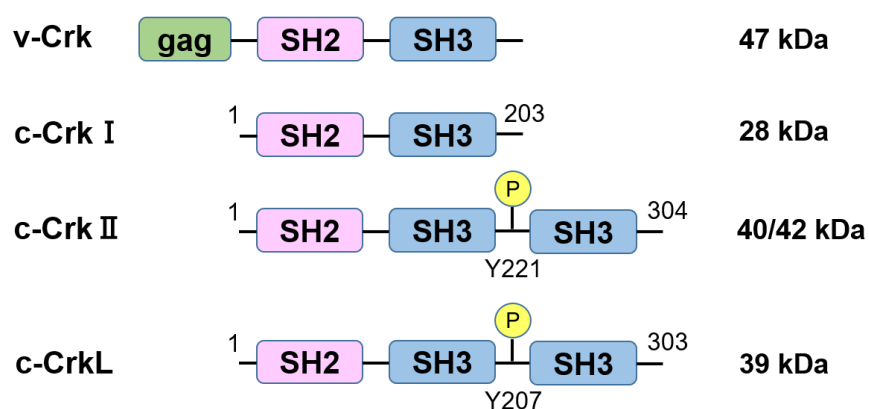 v-Crk gag SH2 SH3 47 kDa
c-Crk Ⅰ 1 SH2 SH3 203 28 kDa
c-Crk Ⅱ 1 SH2 SH3 P SH3 304 40/42 kDa
Y221
c-CrkL 1 SH2 SH3 P SH3 303 39 kDa
Y207